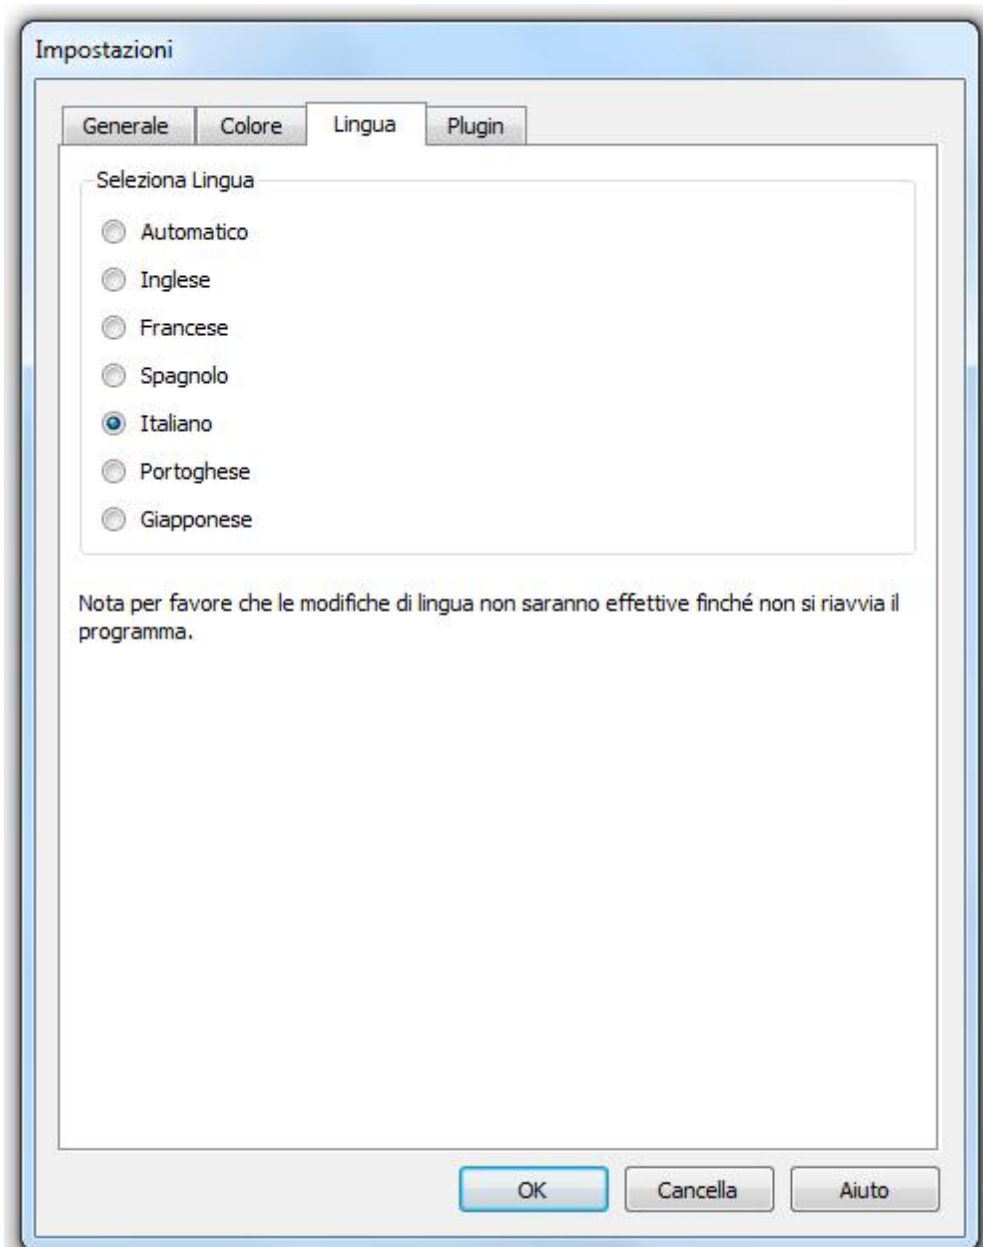 Impostazioni
Generale Colore Lingua Plugin
Seleziona Lingua
Automatico
Inglese
Francese
Spagnolo
Italiano
Portoghese
Giapponese
Nota per favore che le modifiche di lingua non saranno effettive finché non si riavvia il
programma.
OK Cancella Aiuto